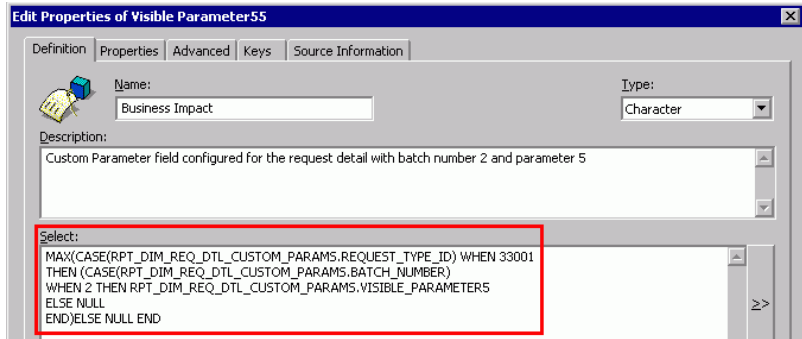 Edit Properties of Visible Parameter55
Definition Properties Advanced Keys Source Information
Name: Type:
Business Impact Character
Description:
Custom Parameter field configured for the request detail with batch number 2 and parameter 5
Select:
MAX(CASE(RPT_DIM_REQ_DTL_CUSTOM_PARAMS.REQUEST_TYPE_ID) WHEN 33001
THEN (CASE(RPT_DIM_REQ_DTL_CUSTOM_PARAMS.BATCH_NUMBER)
WHEN 2 THEN RPT_DIM_REQ_DTL_CUSTOM_PARAMS.VISIBLE_PARAMETER5
ELSE NULL
END)ELSE NULL END
>>